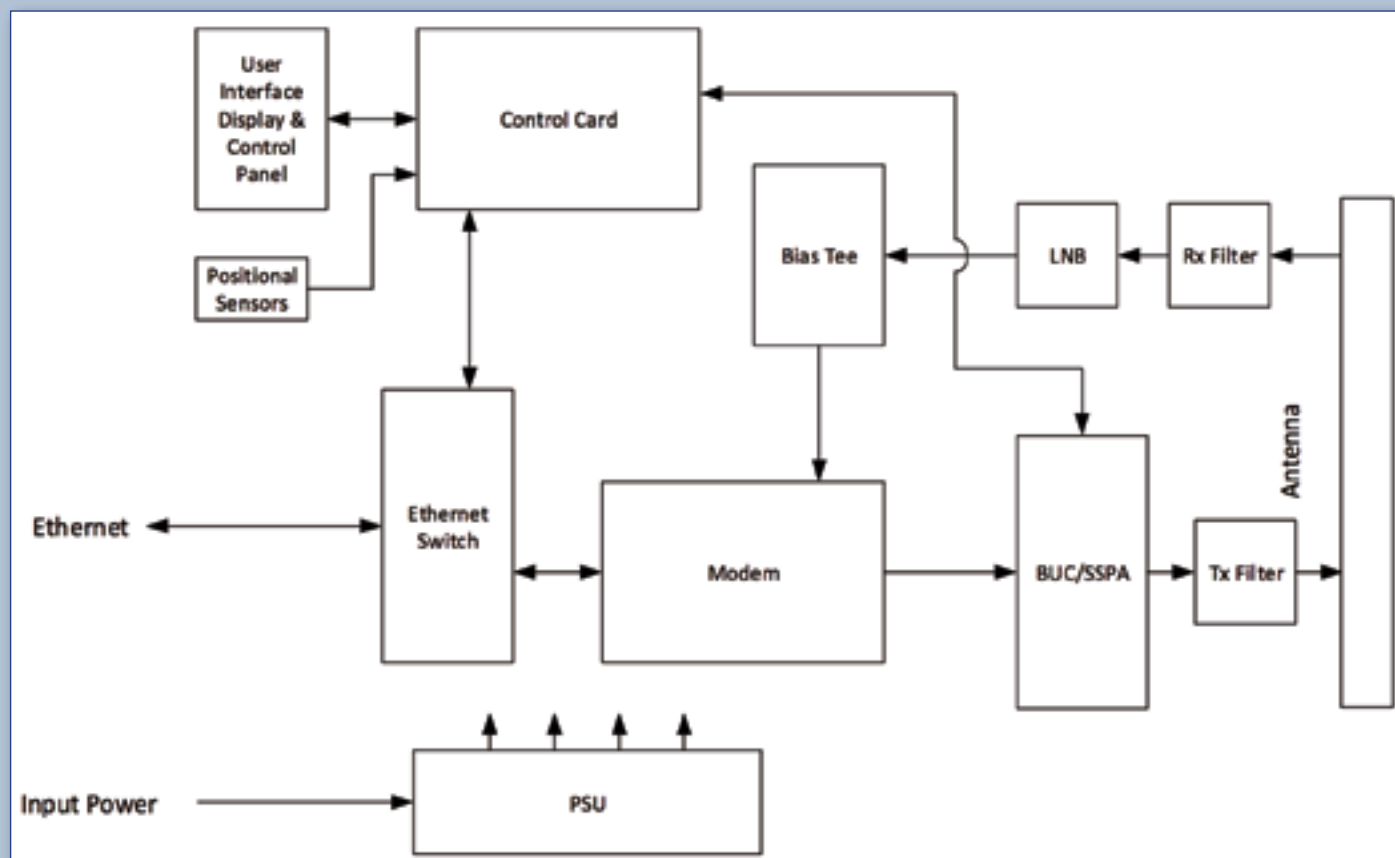 User
Interface
Display &
Control
Panel
Control Card
Positional
Sensors
Bias Tee
LNB
Rx Filter
Antenna
Ethernet
Ethernet
Switch
Modem
BUC/SSPA
Tx Filter
Input Power
PSU